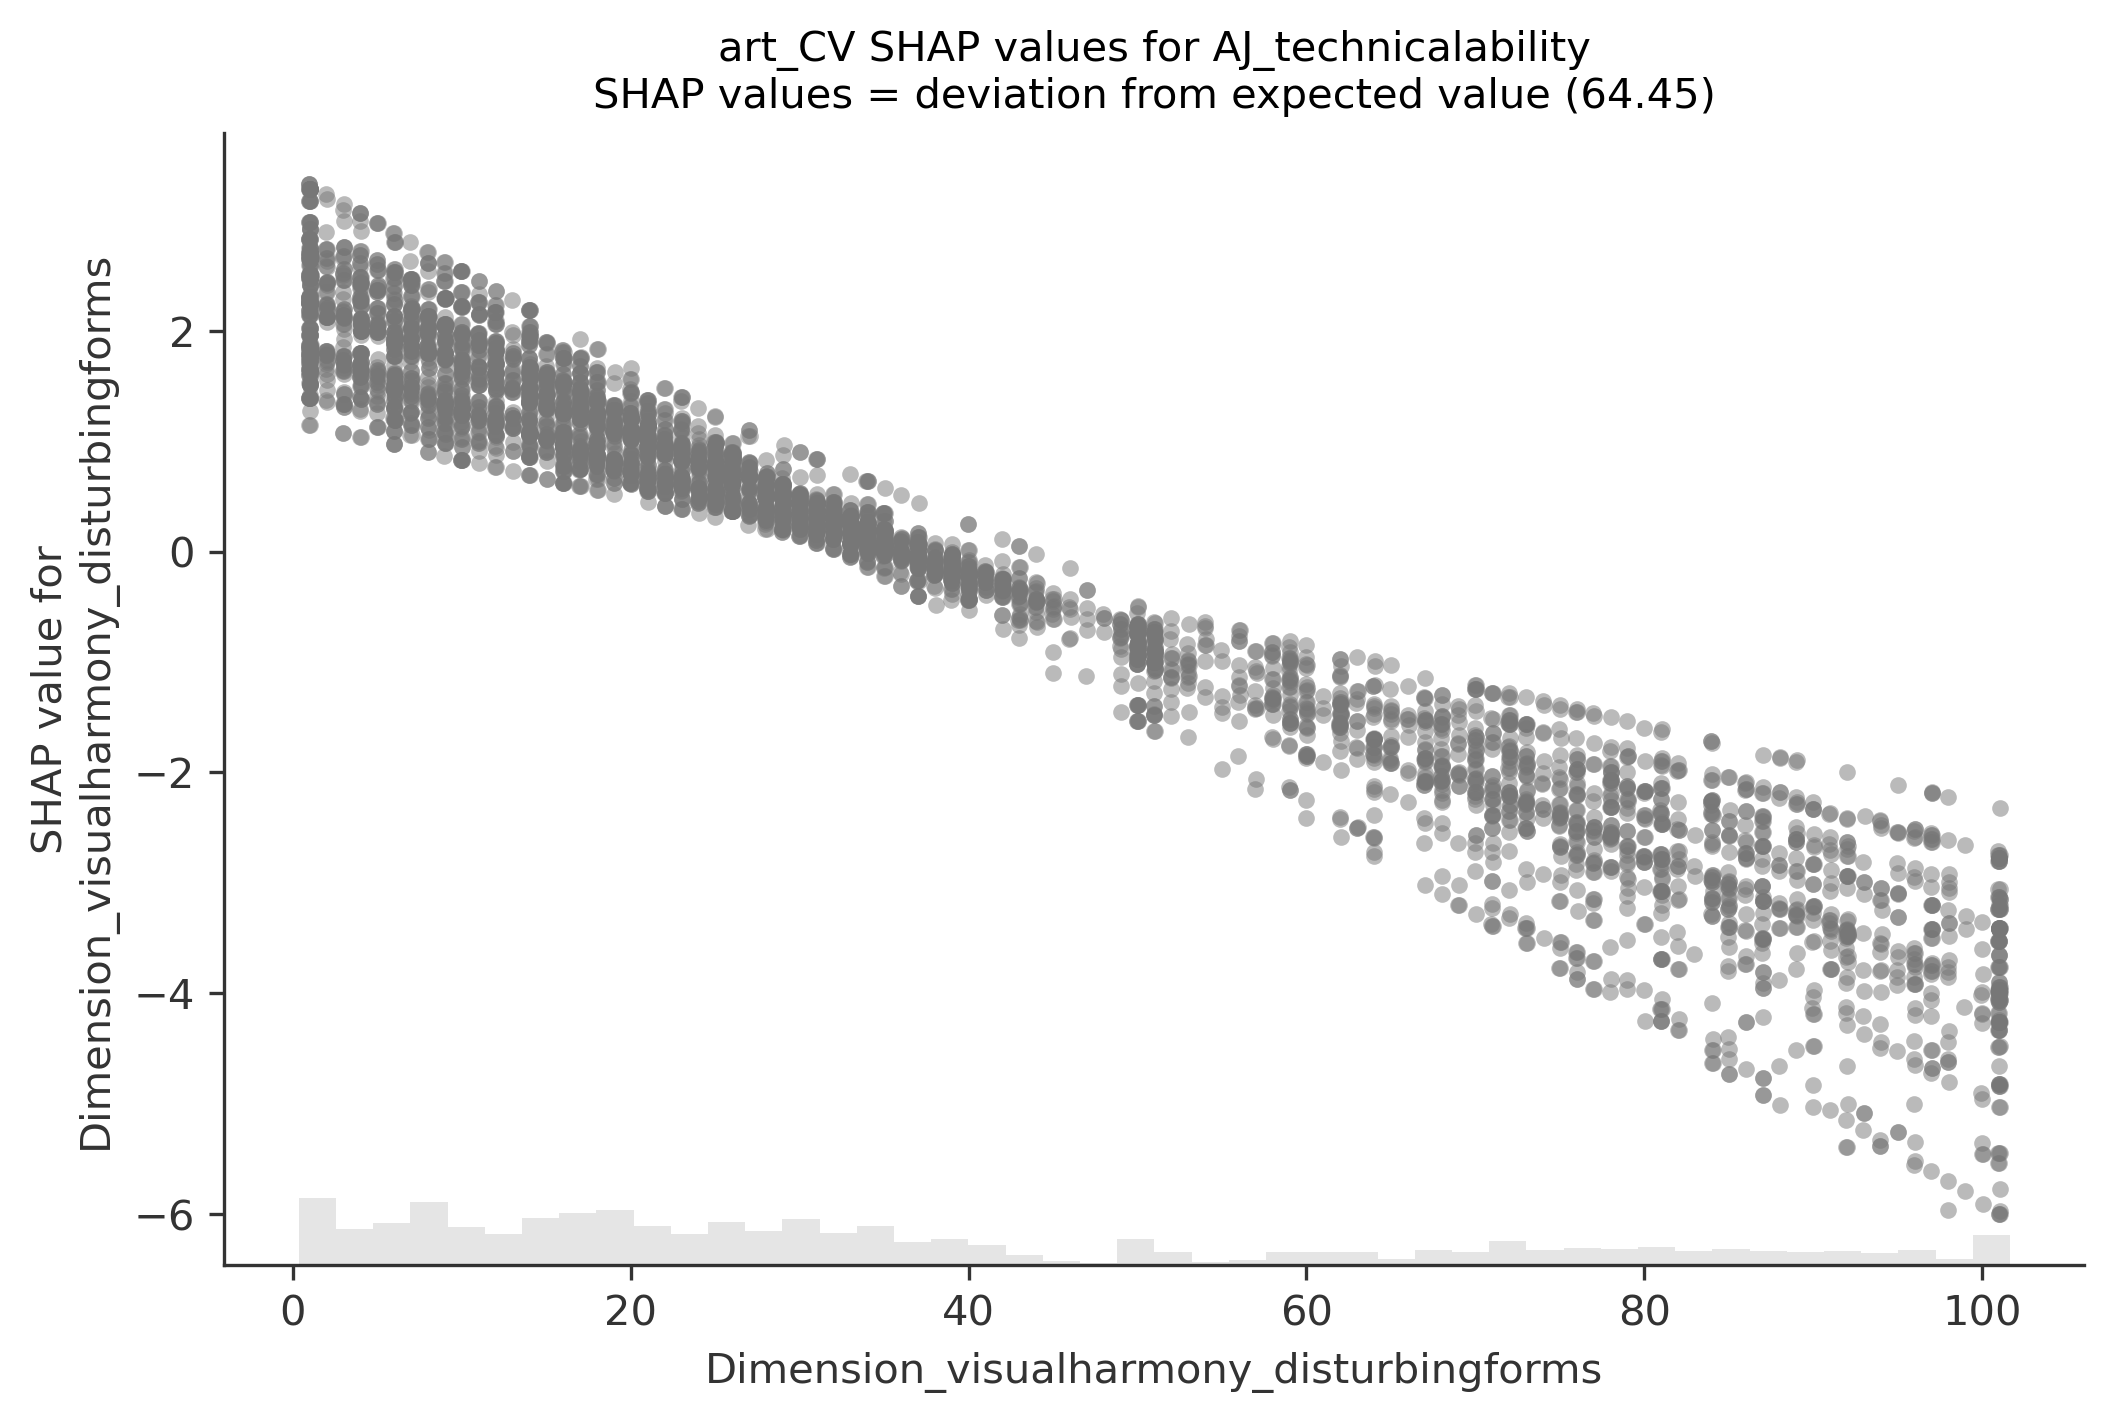 art_CV SHAP values for AJ_technicalability
SHAP values = deviation from expected value (64.45)
SHAP value for
Dimension_visualharmony_disturbingforms
2
0
−2
−4
−6
0 20 40 60 80 100
Dimension_visualharmony_disturbingforms